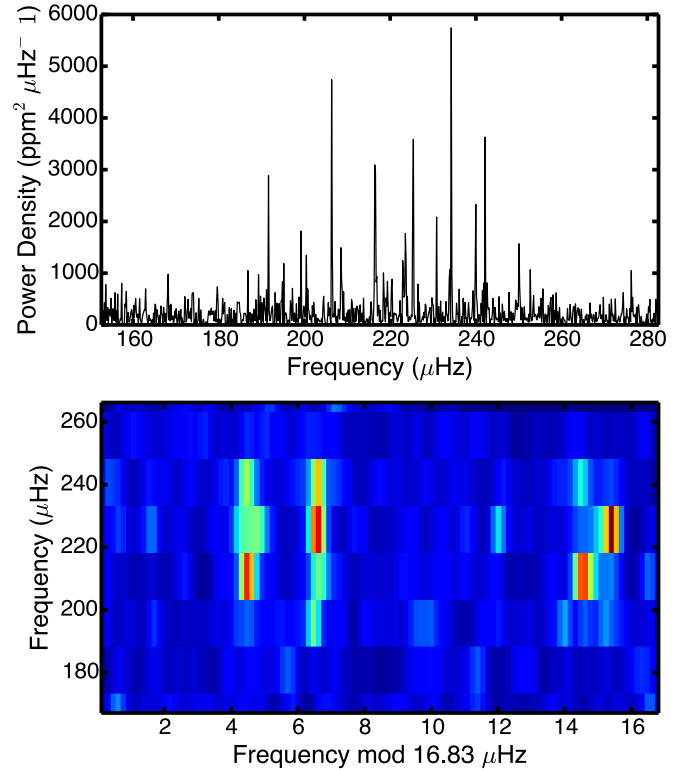 6000
5000
4000
3000
2000
1000
0
Power Density (ppm² μHz⁻ 1)
160 180 200 220 240 260 280
Frequency (μHz)
260
240
220
200
180
Frequency (μHz)
2 4 6 8 10 12 14 16
Frequency mod 16.83 μHz